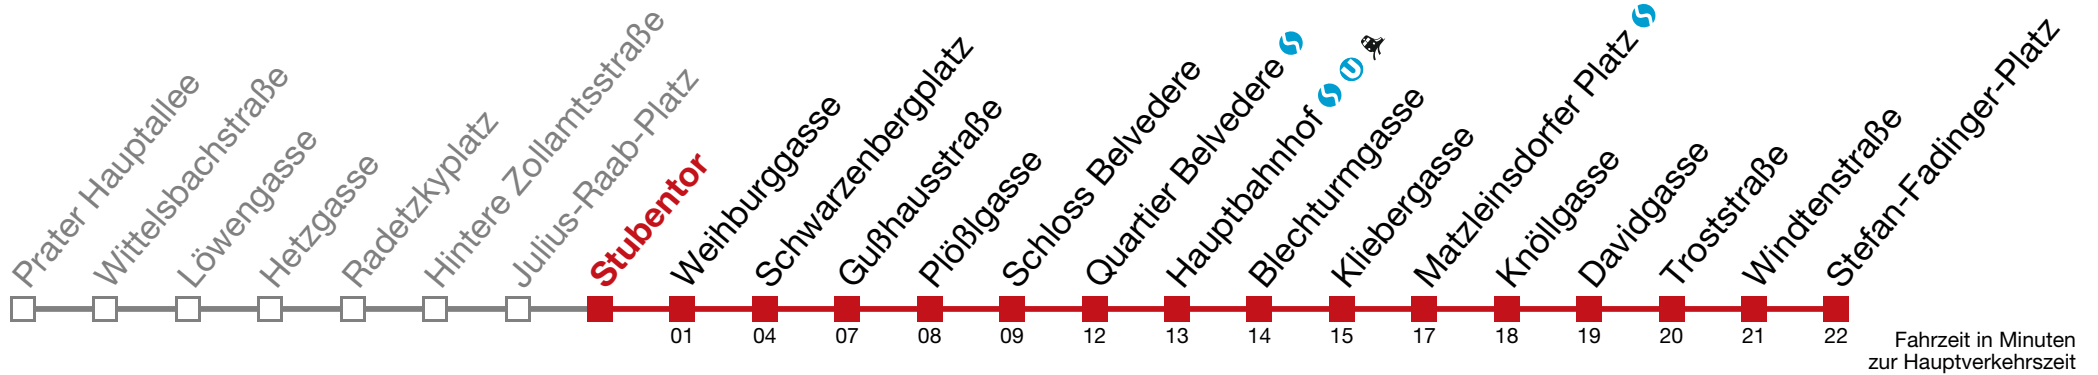 Prater Hauptallee
Wittelsbachstraße
Löwengasse
Hetzgasse
Radetzkyplatz
Hintere Zollamtsstraße
Julius-Raab-Platz
Stubentor
Weihburggasse
Schwarzenbergplatz
Gußhausstraße
Plößlgasse
Schloss Belvedere
Quartier Belvedere S
Hauptbahnhof S U
Blechturmgasse
Kliebergasse
Matzleinsdorfer Platz S
Knöllgasse
Davidgasse
Troststraße
Windtenstraße
Stefan-Fadinger-Platz
01 04 07 08 09 12 13 14 15 17 18 19 20 21 22
Fahrzeit in Minuten
zur Hauptverkehrszeit